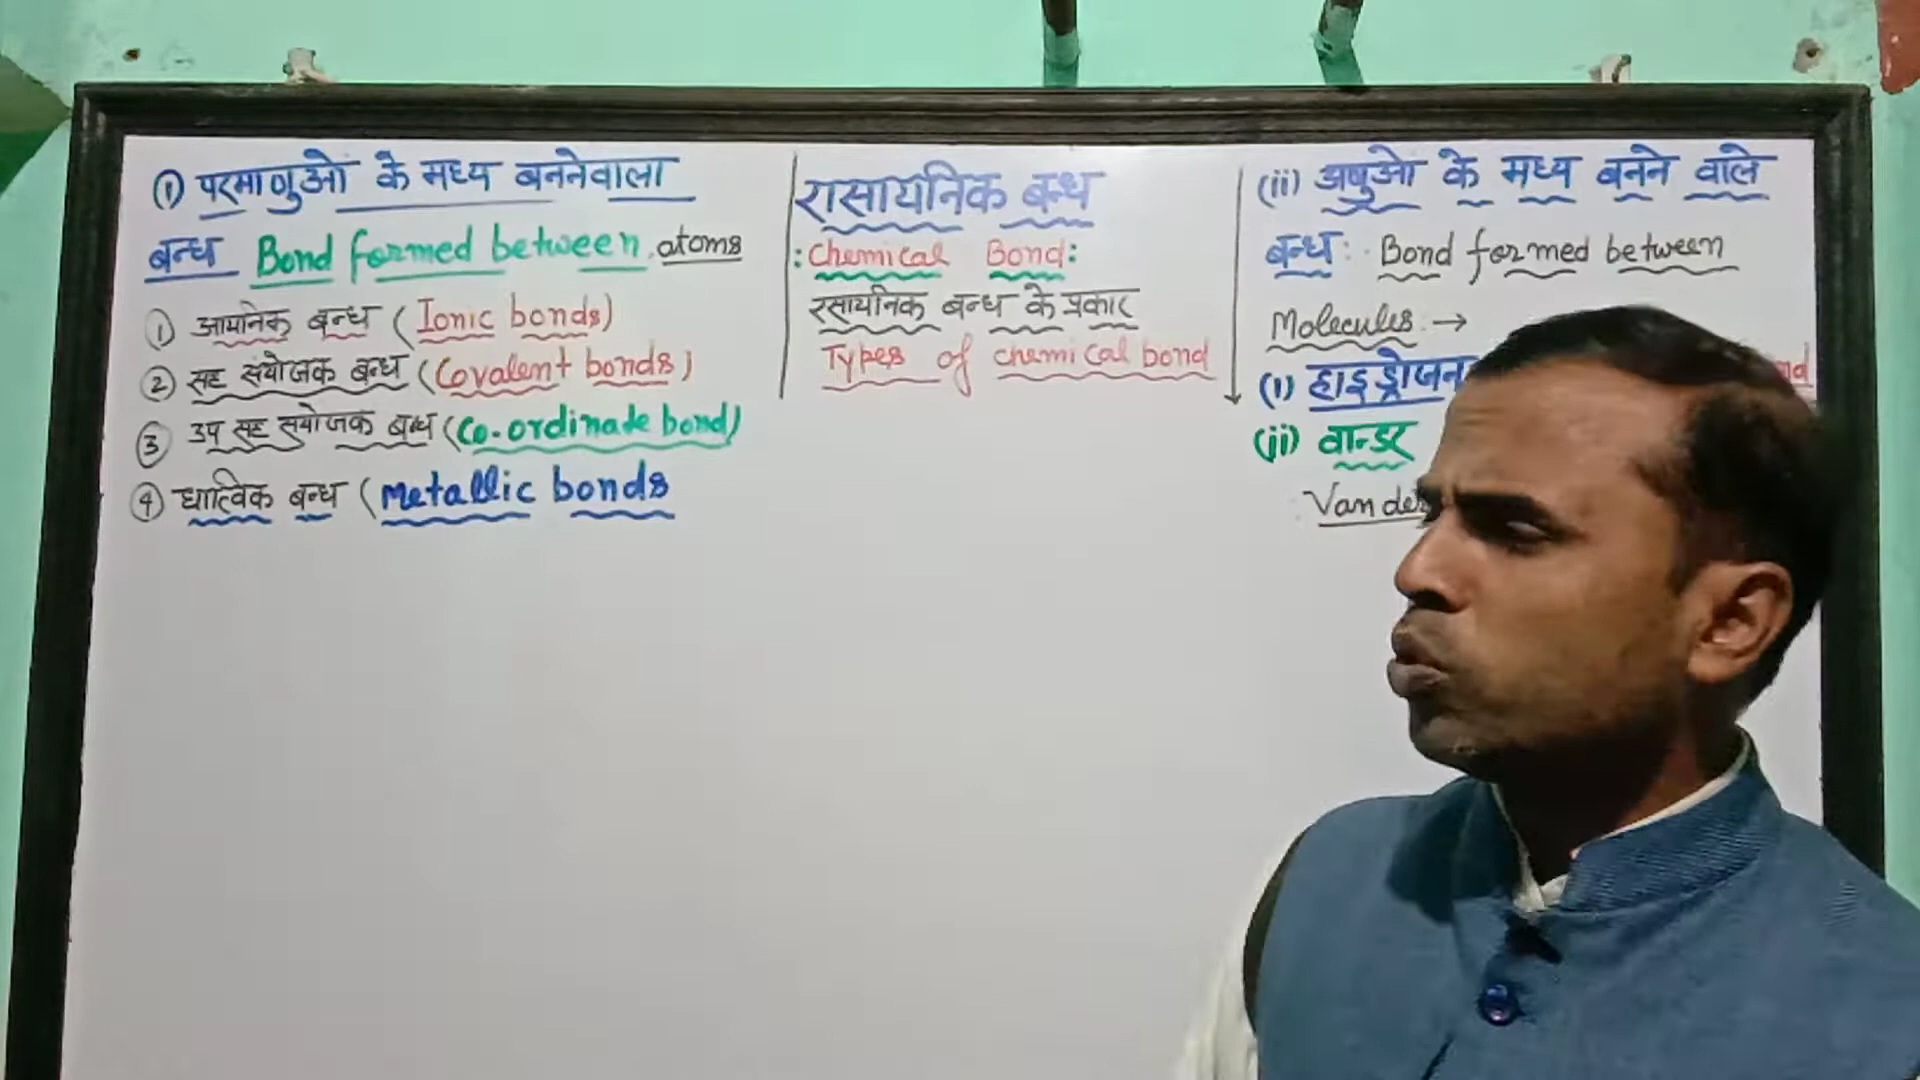 ① परमाणुओं के मध्य बननेवाला
बन्ध Bond formed between atoms
① आयनिक बन्ध (Ionic bonds)
② सह संयोजक बन्ध (Covalent bonds)
③ उप सह संयोजक बन्ध (Co-ordinate bond)
④ धात्विक बन्ध (Metallic bonds
रासायनिक बन्ध
:Chemical Bond:
रसायनिक बन्ध के प्रकार
Types of chemical bond
(ii) अणुओ के मध्य बनने वाले
बन्ध: Bond formed between
Molecules: →
(i) हाइड्रोजन
(ii) वान्डर
Van der